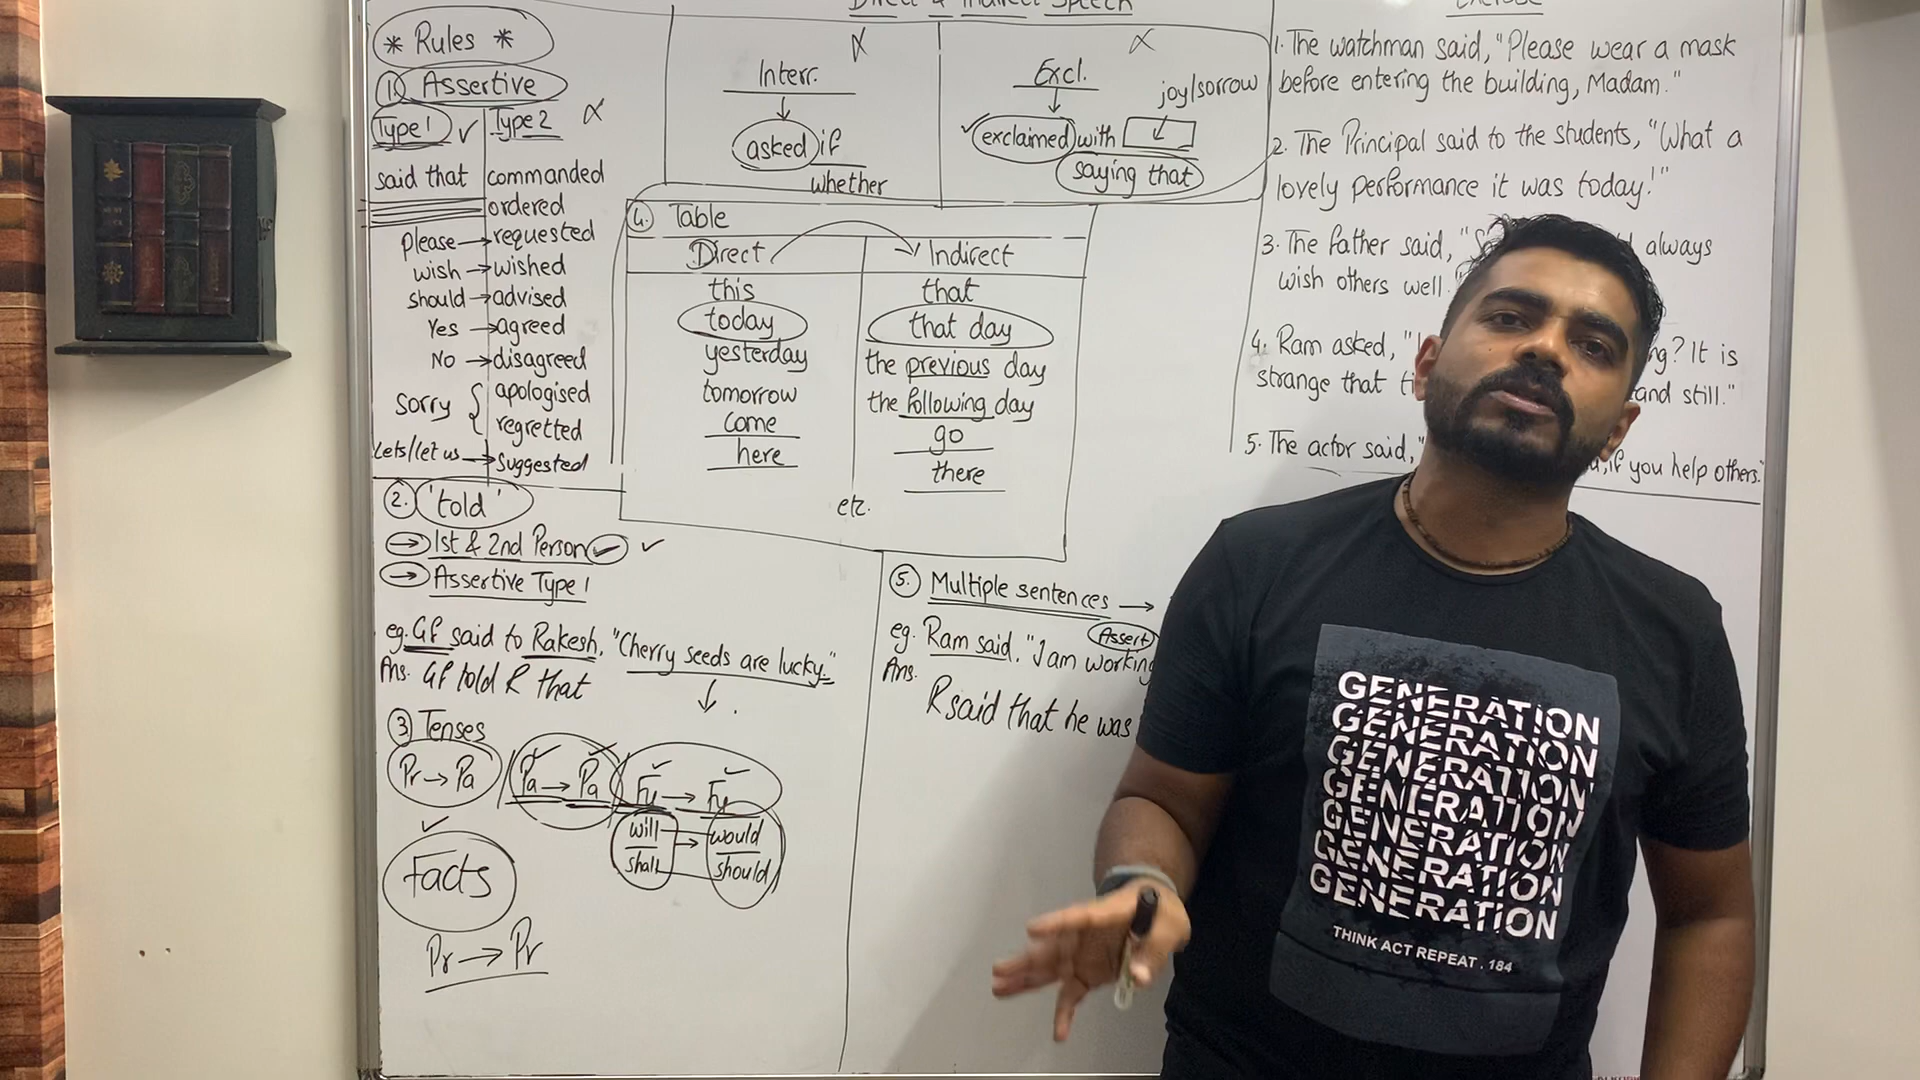 Direct & Indirect Speech
Exercise
* Rules *
① Assertive
Type 1 ✓ Type 2 ∝
said that commanded
ordered
please → requested
wish → wished
should → advised
Yes → agreed
No → disagreed
Sorry { apologised
regretted
Lets/let us → suggested
Interr.
↓
asked if
whether
Excl.
↓
joy/sorrow
exclaimed with
saying that
4. Table
Direct Indirect
this that
today that day
yesterday the previous day
tomorrow the following day
come go
here there
etc.
2. 'told'
→ 1st & 2nd Person ✓ ✓
→ Assertive Type 1
eg. Gf said to Rakesh, "Cherry seeds are lucky."
Ans. Gf told R that
③ Tenses
Pr → Pa / Pa → Pa / Fu → Fu
will → would
shall should
Facts
Pr → Pr
5. Multiple sentences →
Assert
eg. Ram said, "I am working
Ans.
R said that he was
1. The watchman said, "Please wear a mask
before entering the building, Madam."
2. The Principal said to the students, "What a
lovely performance it was today!"
3. The father said, " always
wish others well.
4. Ram asked, " ? It is
strange that still."
5. The actor said, " , if you help others."
GENERATION
GENERATION
GENERATION
GENERATION
GENERATION
GENERATION
GENERATION
THINK ACT REPEAT . 184